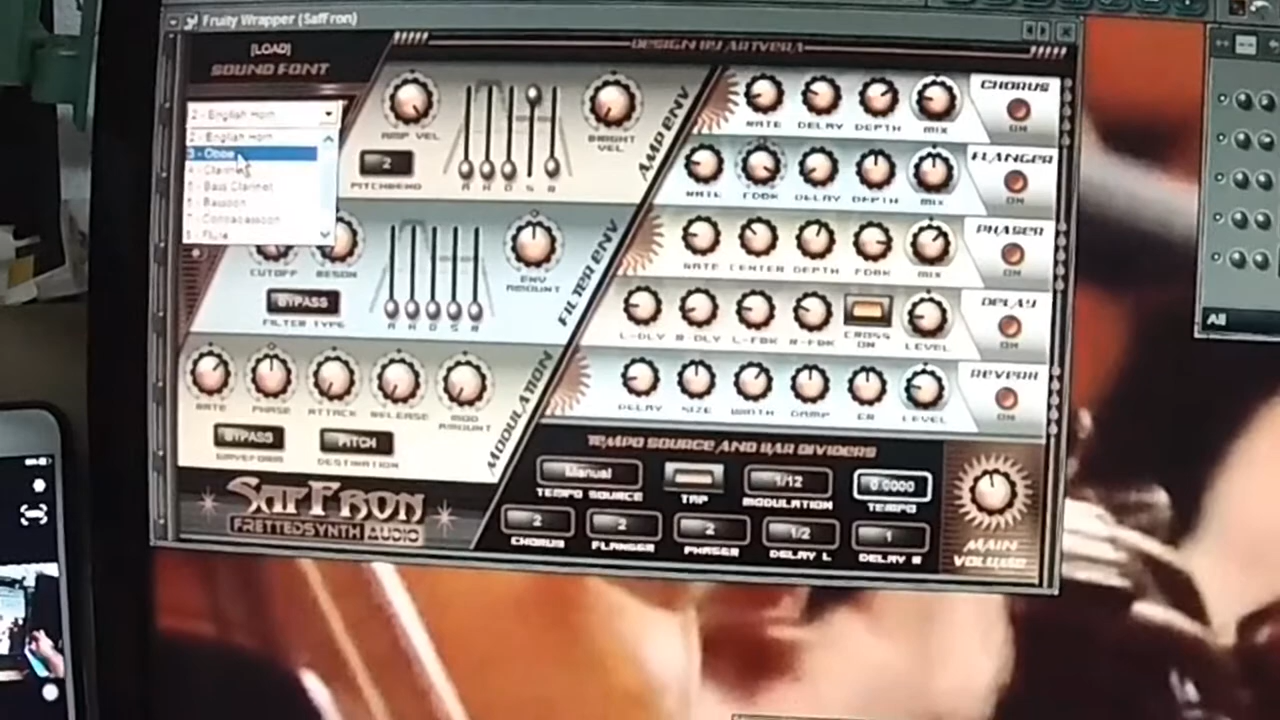 Fruity Wrapper (SafFron)
[LOAD]
SOUND FONT
2 - English Horn
2 - English Horn
3 - Oboe
4 - Clarinet
5 - Bass Clarinet
6 - Bassoon
7 - Contrabassoon
8 - Flute
DESIGN BY ARTVERA
AMP VEL
2
PITCHBEND
A H D S R
BRIGHT VEL
AMP ENV
CUTOFF RESON
BYPASS
FILTER TYPE
A H D S R
ENV AMOUNT
FILTER ENV
RATE PHASE ATTACK RELEASE MOD AMOUNT
BYPASS PITCH
WAVEFORM DESTINATION
MODULATION
RATE DELAY DEPTH MIX
CHORUS
ON
RATE FDBK DELAY DEPTH MIX
FLANGER
ON
RATE CENTER DEPTH FDBK MIX
PHASER
ON
L-DLY R-DLY L-FBK R-FBK CROSS ON LEVEL
DELAY
ON
DELAY SIZE WIDTH DAMP ER LEVEL
REVERB
ON
TEMPO SOURCE AND BAR DIVIDERS
Manual 1/12 0.0000
TEMPO SOURCE TAP MODULATION TEMPO
2 2 2 1/2 1
CHORUS FLANGER PHASER DELAY L DELAY R
MAIN VOLUME
SAFFRON
FRETTEDSYNTH AUDIO
All